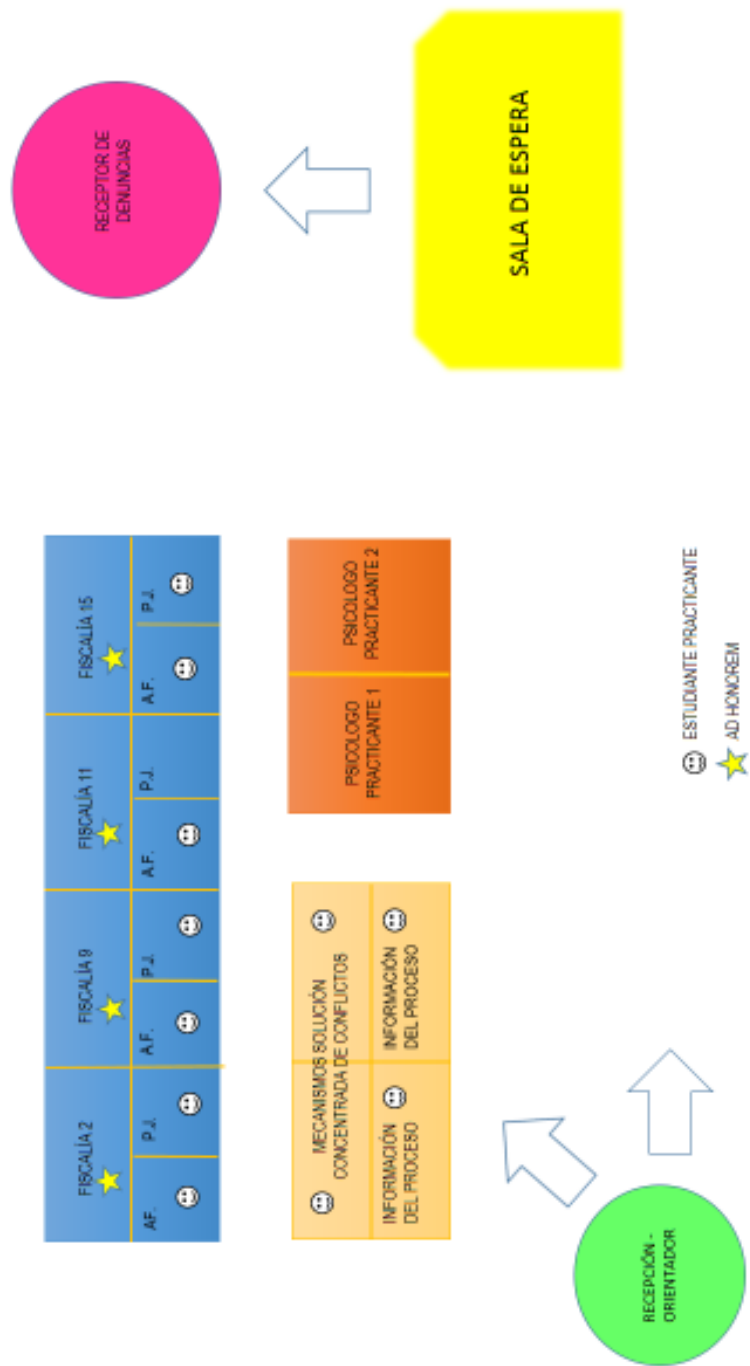 FISCALÍA 2
FISCALÍA 9
FISCALÍA 11
FISCALÍA 15
AF.
P.J.
A.F.
P.J.
A.F.
P.J.
A.F.
P.J.
RECEPTOR DE
DENUNCIAS
MECANISMOS SOLUCIÓN
CONCENTRADA DE CONFLICTOS
INFORMACIÓN
DEL PROCESO
INFORMACIÓN
DEL PROCESO
PSICOLOGO
PRACTICANTE 1
PSICOLOGO
PRACTICANTE 2
SALA DE ESPERA
RECEPCIÓN -
ORIENTADOR
ESTUDIANTE PRACTICANTE
AD HONOREM